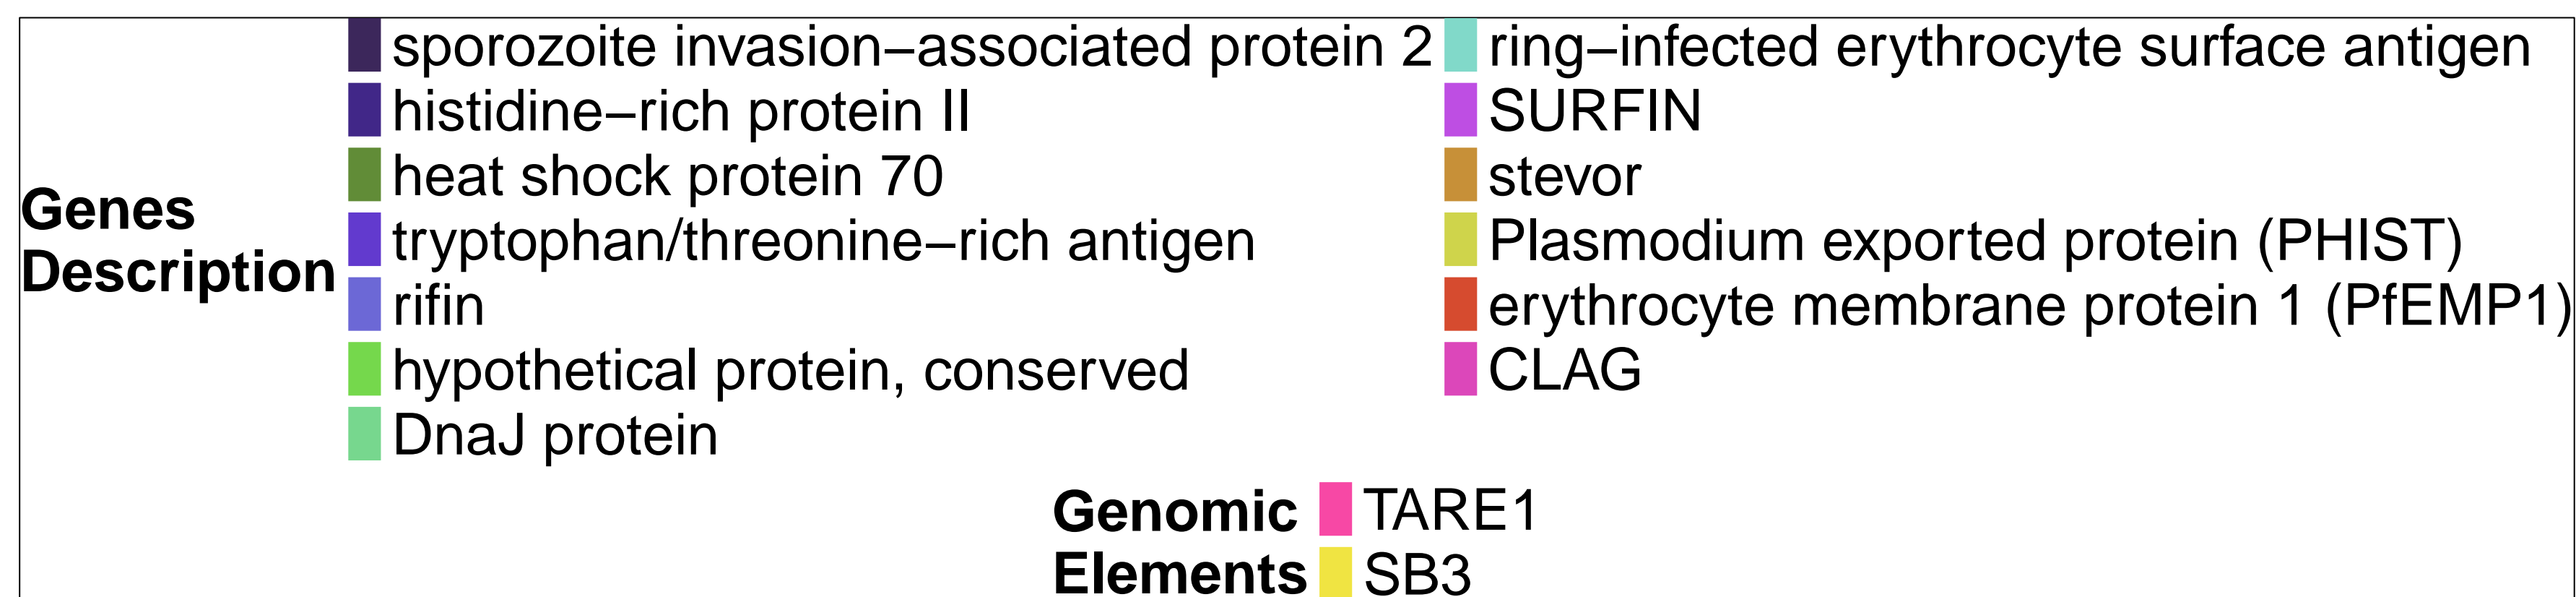 Genes
Description
sporozoite invasion–associated protein 2
histidine–rich protein II
heat shock protein 70
tryptophan/threonine–rich antigen
rifin
hypothetical protein, conserved
DnaJ protein
ring–infected erythrocyte surface antigen
SURFIN
stevor
Plasmodium exported protein (PHIST)
erythrocyte membrane protein 1 (PfEMP1)
CLAG
Genomic
Elements
TARE1
SB3